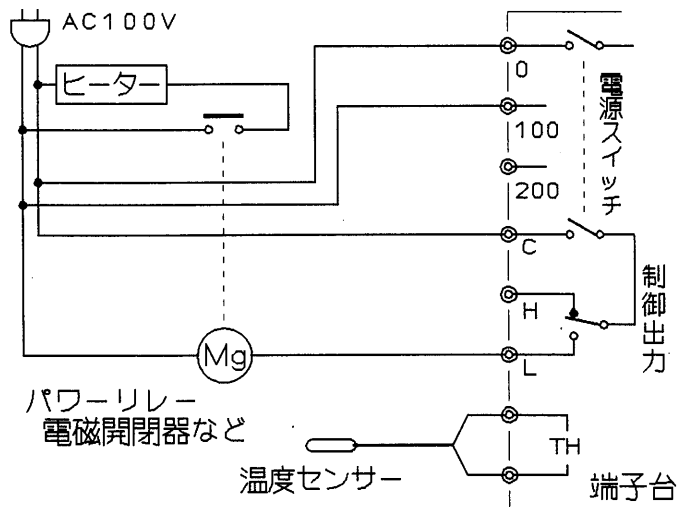 AC100V
ヒーター
0
100
200
電源スイッチ
C
H
制御出力
Mg
L
パワーリレー
電磁開閉器など
TH
温度センサー
端子台